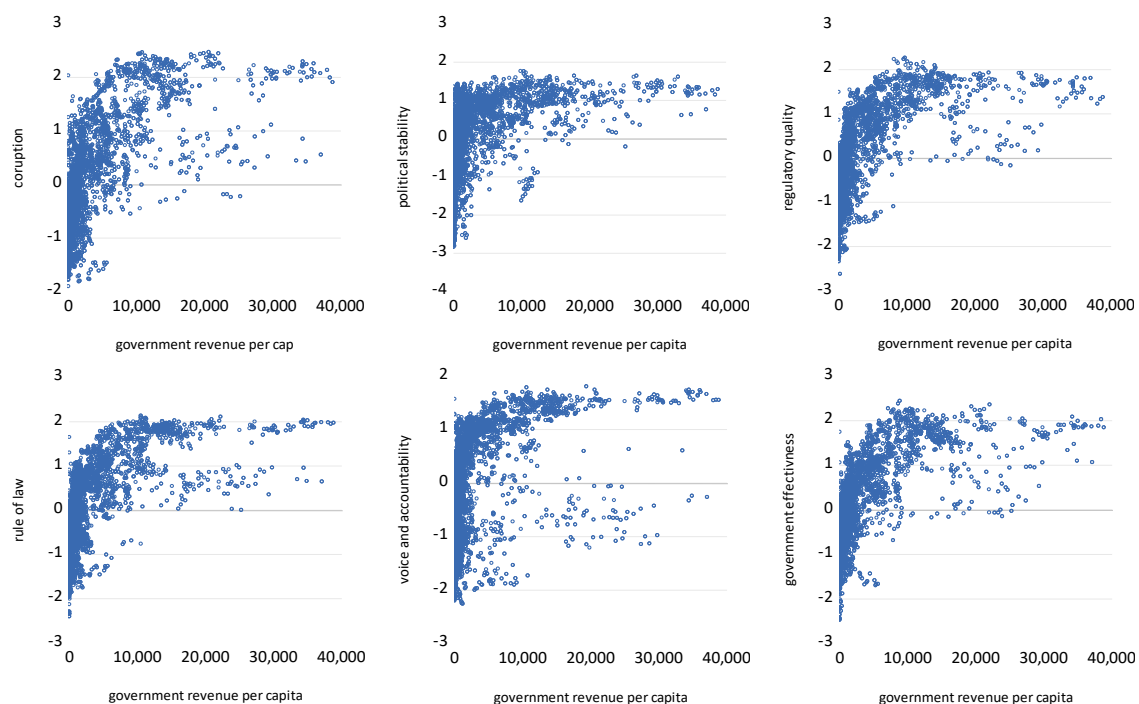 3
2
1
0
-1
-2
coruption
0 10,000 20,000 30,000 40,000
government revenue per cap
3
2
1
0
-1
-2
-3
-4
political stability
0 10,000 20,000 30,000 40,000
government revenue per capita
3
2
1
0
-1
-2
-3
regulatory quality
0 10,000 20,000 30,000 40,000
government revenue per capita
3
2
1
0
-1
-2
-3
rule of law
0 10,000 20,000 30,000 40,000
government revenue per capita
2
1
0
-1
-2
-3
voice and accountability
0 10,000 20,000 30,000 40,000
government revenue per capita
3
2
1
0
-1
-2
-3
government effectivness
0 10,000 20,000 30,000 40,000
government revenue per capita